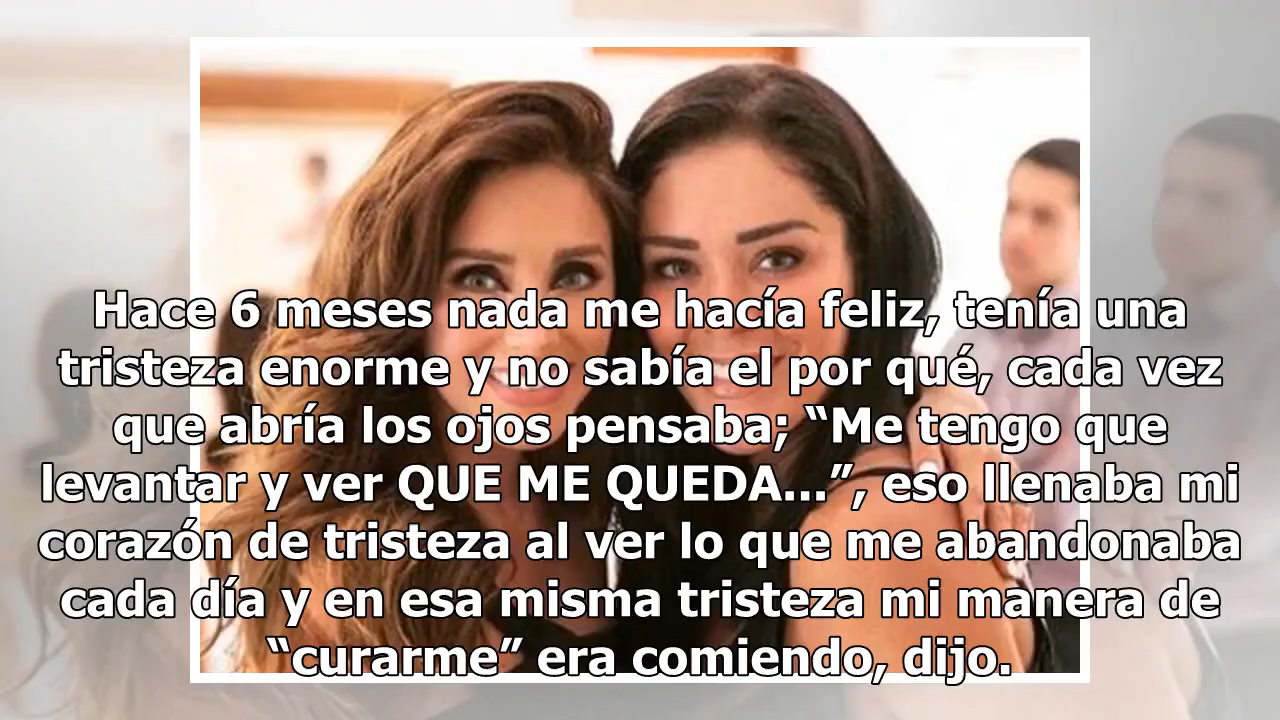 Hace 6 meses nada me hacía feliz, tenía una
tristeza enorme y no sabía el por qué, cada vez
que abría los ojos pensaba; “Me tengo que
levantar y ver QUE ME QUEDA...”, eso llenaba mi
corazón de tristeza al ver lo que me abandonaba
cada día y en esa misma tristeza mi manera de
“curarme” era comiendo, dijo.